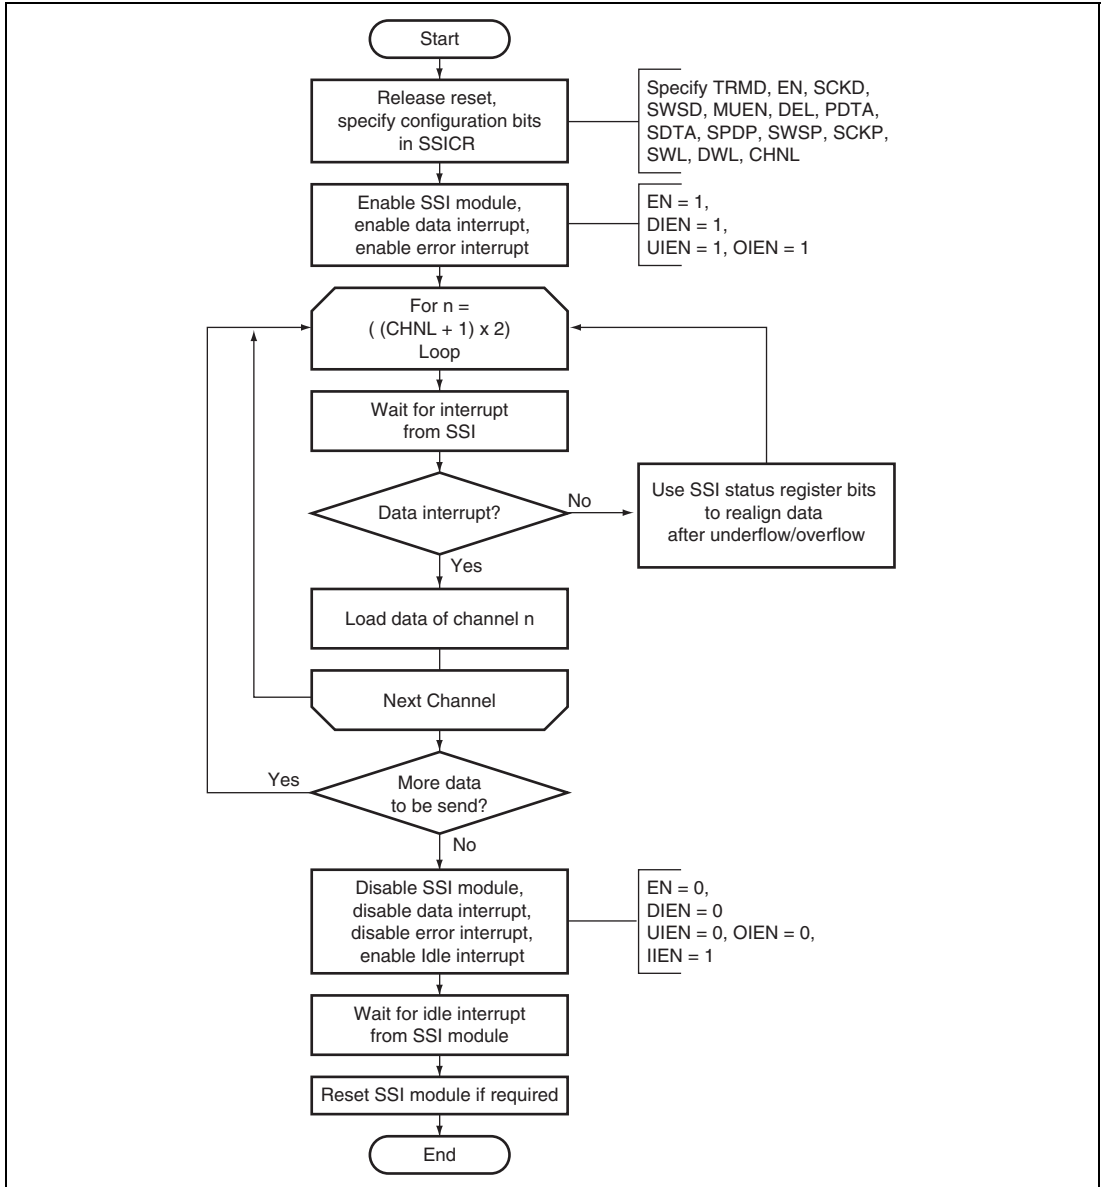 Start
Release reset,
specify configuration bits
in SSICR
Specify TRMD, EN, SCKD,
SWSD, MUEN, DEL, PDTA,
SDTA, SPDP, SWSP, SCKP,
SWL, DWL, CHNL
Enable SSI module,
enable data interrupt,
enable error interrupt
EN = 1,
DIEN = 1,
UIEN = 1, OIEN = 1
For n =
( (CHNL + 1) x 2)
Loop
Wait for interrupt
from SSI
Data interrupt?
No
Use SSI status register bits
to realign data
after underflow/overflow
Yes
Load data of channel n
Next Channel
Yes
More data
to be send?
No
Disable SSI module,
disable data interrupt,
disable error interrupt,
enable Idle interrupt
EN = 0,
DIEN = 0
UIEN = 0, OIEN = 0,
IIEN = 1
Wait for idle interrupt
from SSI module
Reset SSI module if required
End